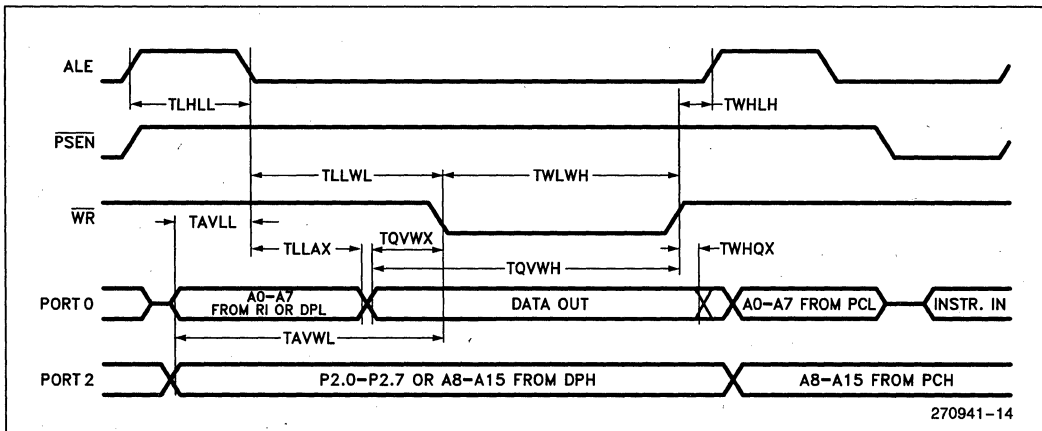 ALE
TLHLL
TWHLH
PSEN
TLLWL
TWLWH
WR
TAVLL
TLLAX
TQVWX
TWHQX
TQVWH
PORT 0
A0–A7
FROM RI OR DPL
DATA OUT
A0–A7 FROM PCL
INSTR. IN
TAVWL
PORT 2
P2.0–P2.7 OR A8–A15 FROM DPH
A8–A15 FROM PCH
270941–14